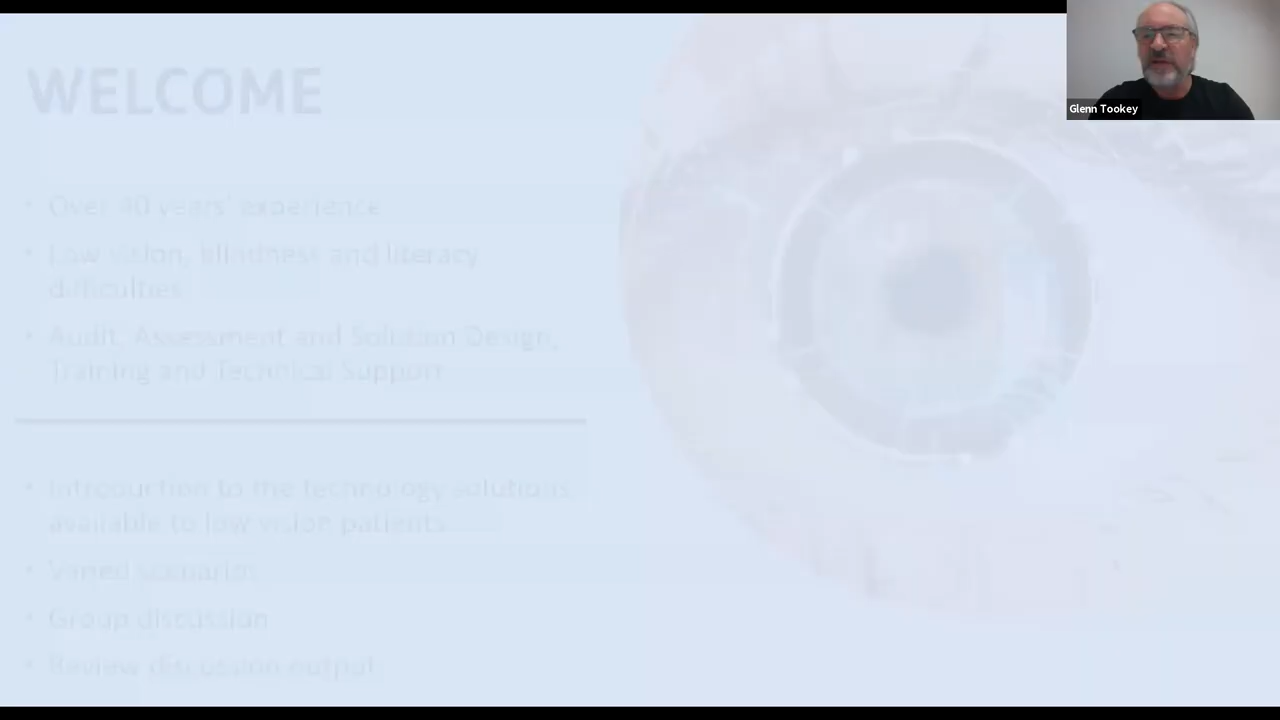 WELCOME
• Over 40 years' experience
• Low vision, blindness and literacy
difficulties
• Audit, Assessment and Solution Design,
Training and Technical Support
• Introduction to the technology solutions
available to low vision patients
• Varied scenarios
• Group discussion
• Review discussion output
Glenn Tookey